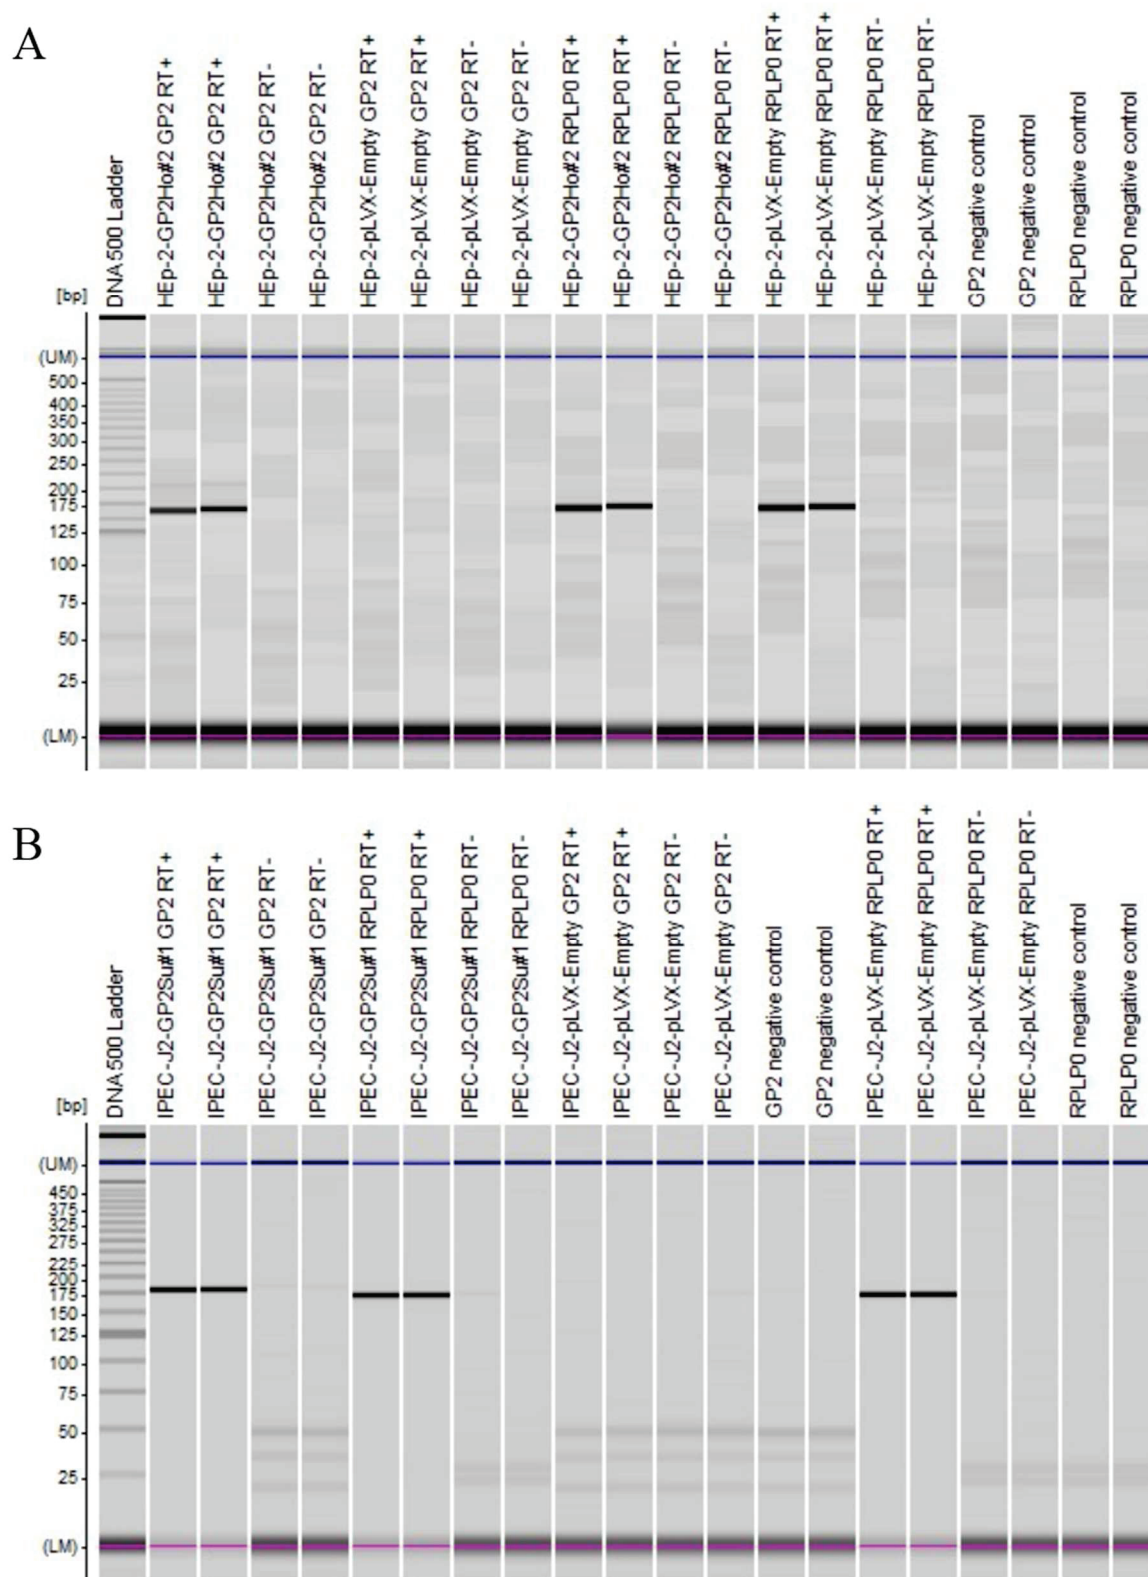 A
DNA500 Ladder
HEp-2-GP2Ho#2 GP2 RT+
HEp-2-GP2Ho#2 GP2 RT+
HEp-2-GP2Ho#2 GP2 RT-
HEp-2-GP2Ho#2 GP2 RT-
HEp-2-pLVX-Empty GP2 RT+
HEp-2-pLVX-Empty GP2 RT+
HEp-2-pLVX-Empty GP2 RT-
HEp-2-pLVX-Empty GP2 RT-
HEp-2-GP2Ho#2 RPLP0 RT+
HEp-2-GP2Ho#2 RPLP0 RT+
HEp-2-GP2Ho#2 RPLP0 RT-
HEp-2-GP2Ho#2 RPLP0 RT-
HEp-2-pLVX-Empty RPLP0 RT+
HEp-2-pLVX-Empty RPLP0 RT+
HEp-2-pLVX-Empty RPLP0 RT-
HEp-2-pLVX-Empty RPLP0 RT-
GP2 negative control
GP2 negative control
RPLP0 negative control
RPLP0 negative control
[bp]
(UM)
500
400
350
300
250
200
175
125
100
75
50
25
(LM)
B
DNA500 Ladder
IPEC-J2-GP2Su#1 GP2 RT+
IPEC-J2-GP2Su#1 GP2 RT+
IPEC-J2-GP2Su#1 GP2 RT-
IPEC-J2-GP2Su#1 GP2 RT-
IPEC-J2-GP2Su#1 RPLP0 RT+
IPEC-J2-GP2Su#1 RPLP0 RT+
IPEC-J2-GP2Su#1 RPLP0 RT-
IPEC-J2-GP2Su#1 RPLP0 RT-
IPEC-J2-pLVX-Empty GP2 RT+
IPEC-J2-pLVX-Empty GP2 RT+
IPEC-J2-pLVX-Empty GP2 RT-
IPEC-J2-pLVX-Empty GP2 RT-
GP2 negative control
GP2 negative control
IPEC-J2-pLVX-Empty RPLP0 RT+
IPEC-J2-pLVX-Empty RPLP0 RT+
IPEC-J2-pLVX-Empty RPLP0 RT-
IPEC-J2-pLVX-Empty RPLP0 RT-
RPLP0 negative control
RPLP0 negative control
[bp]
(UM)
450
375
325
275
225
200
175
150
125
100
75
50
25
(LM)